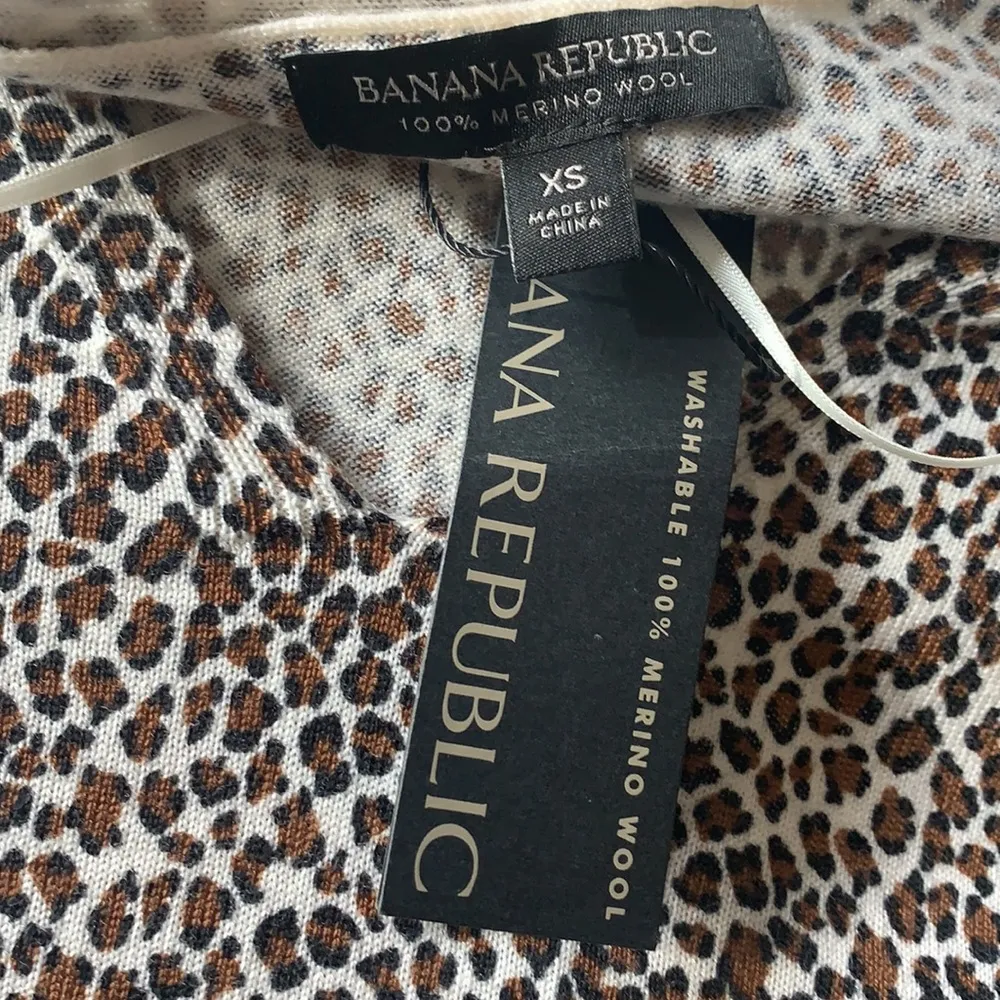 BANANA REPUBLIC
100% MERINO WOOL
XS
MADE IN
CHINA
ANA REPUBLIC
WASHABLE 100% MERINO WOOL